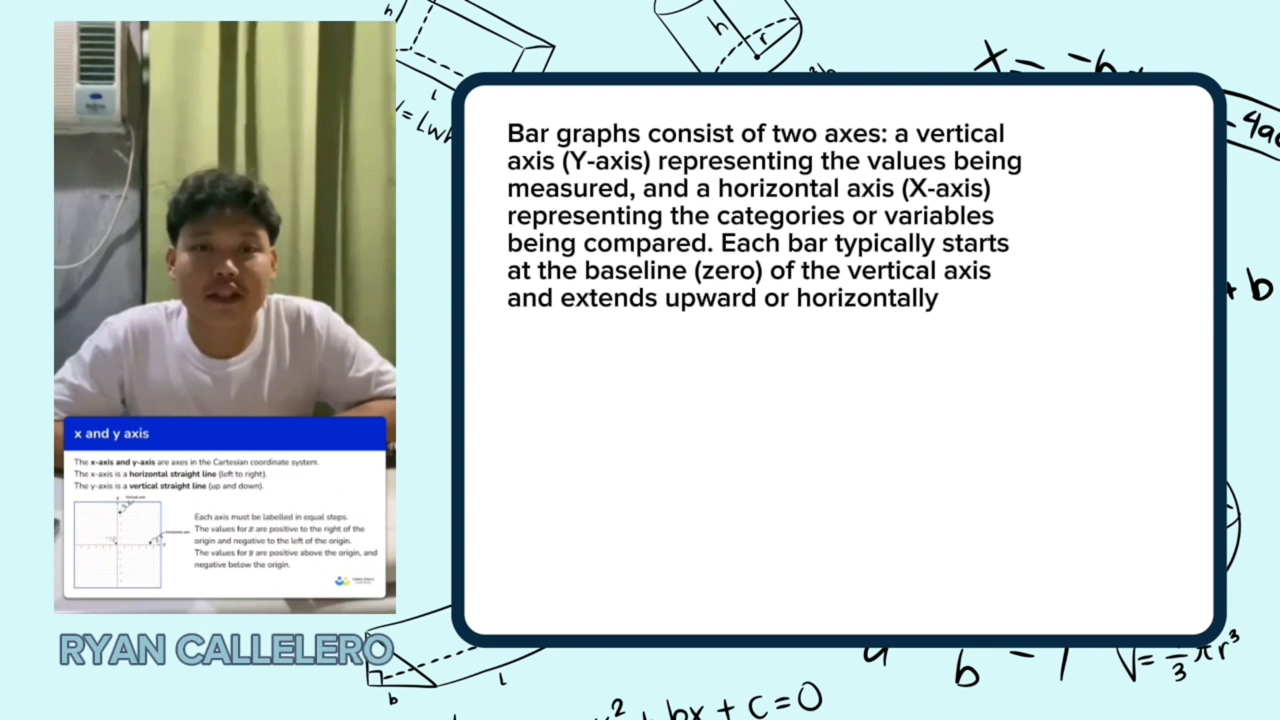 Bar graphs consist of two axes: a vertical
axis (Y-axis) representing the values being
measured, and a horizontal axis (X-axis)
representing the categories or variables
being compared. Each bar typically starts
at the baseline (zero) of the vertical axis
and extends upward or horizontally
x and y axis
The x-axis and y-axis are axes in the Cartesian coordinate system.
The x-axis is a horizontal straight line (left to right).
The y-axis is a vertical straight line (up and down).
Each axis must be labelled in equal steps.
The values for x are positive to the right of the
origin and negative to the left of the origin.
The values for y are positive above the origin, and
negative below the origin.
RYAN CALLELERO
h
l
h
r
x = -b
4a
+ b
b
l
b - 1
V = 1/3 πr³
bx + c = 0